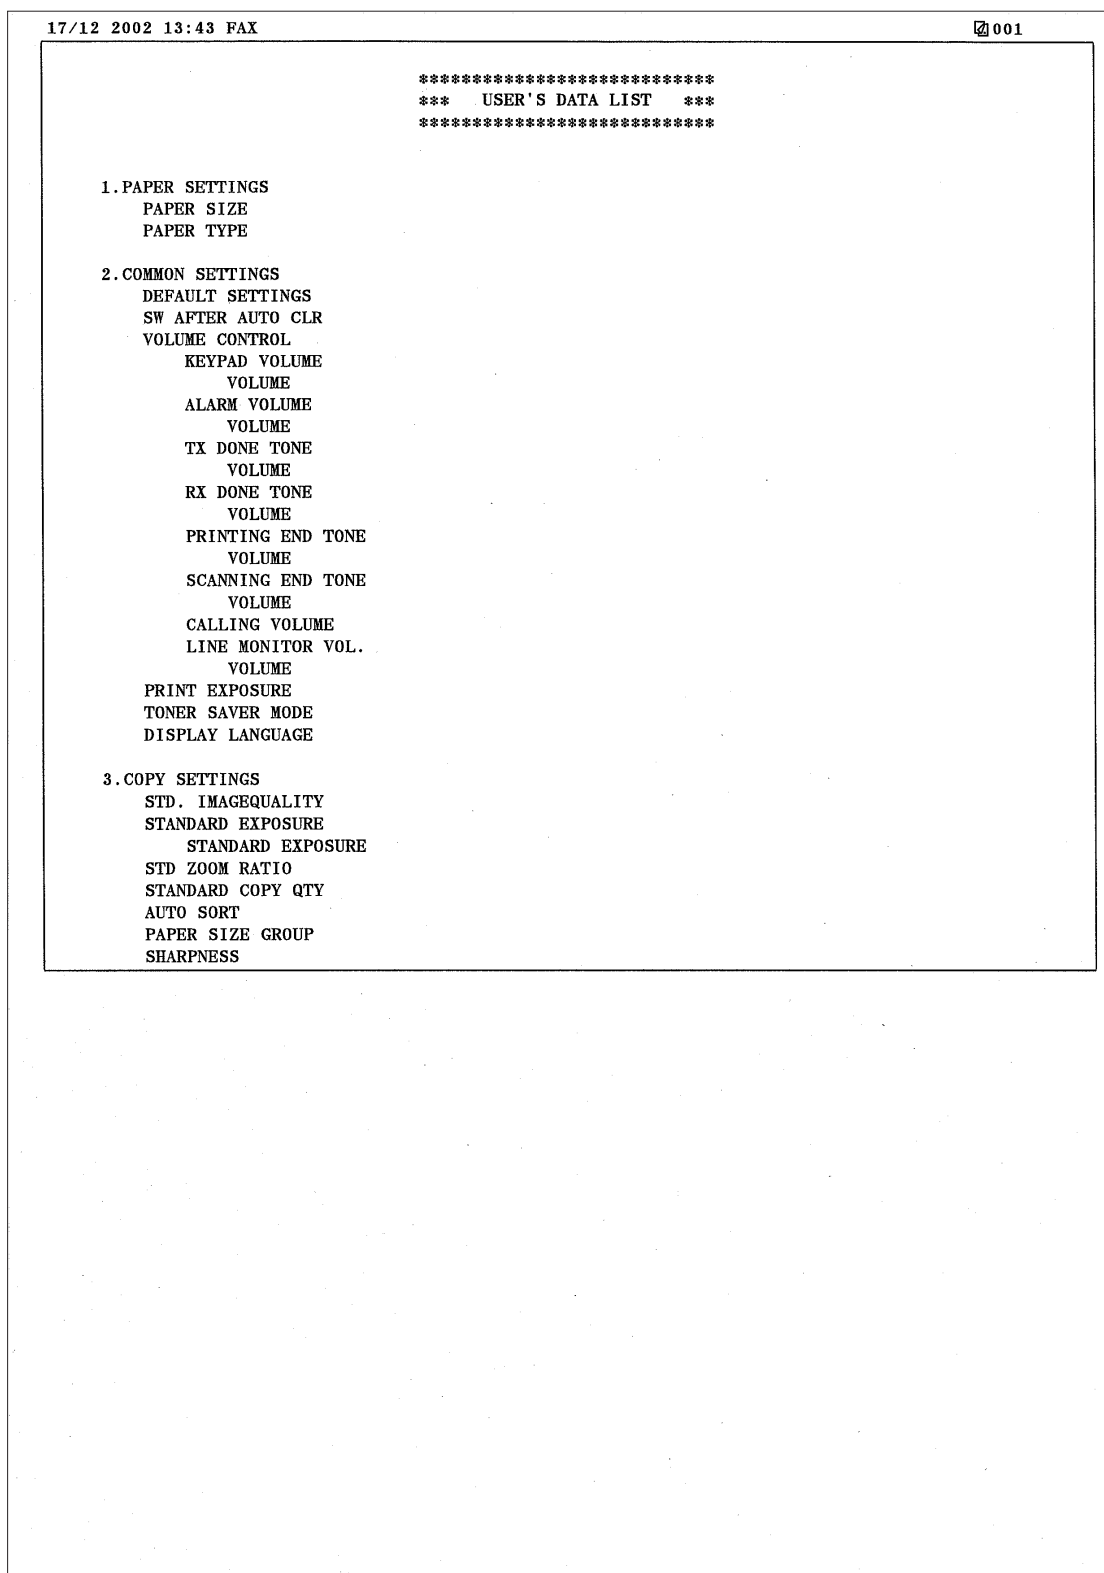 17/12 2002 13:43 FAX 001
****************************
*** USER'S DATA LIST ***
****************************
1.PAPER SETTINGS
PAPER SIZE
PAPER TYPE
2.COMMON SETTINGS
DEFAULT SETTINGS
SW AFTER AUTO CLR
VOLUME CONTROL
KEYPAD VOLUME
VOLUME
ALARM VOLUME
VOLUME
TX DONE TONE
VOLUME
RX DONE TONE
VOLUME
PRINTING END TONE
VOLUME
SCANNING END TONE
VOLUME
CALLING VOLUME
LINE MONITOR VOL.
VOLUME
PRINT EXPOSURE
TONER SAVER MODE
DISPLAY LANGUAGE
3.COPY SETTINGS
STD. IMAGEQUALITY
STANDARD EXPOSURE
STANDARD EXPOSURE
STD ZOOM RATIO
STANDARD COPY QTY
AUTO SORT
PAPER SIZE GROUP
SHARPNESS